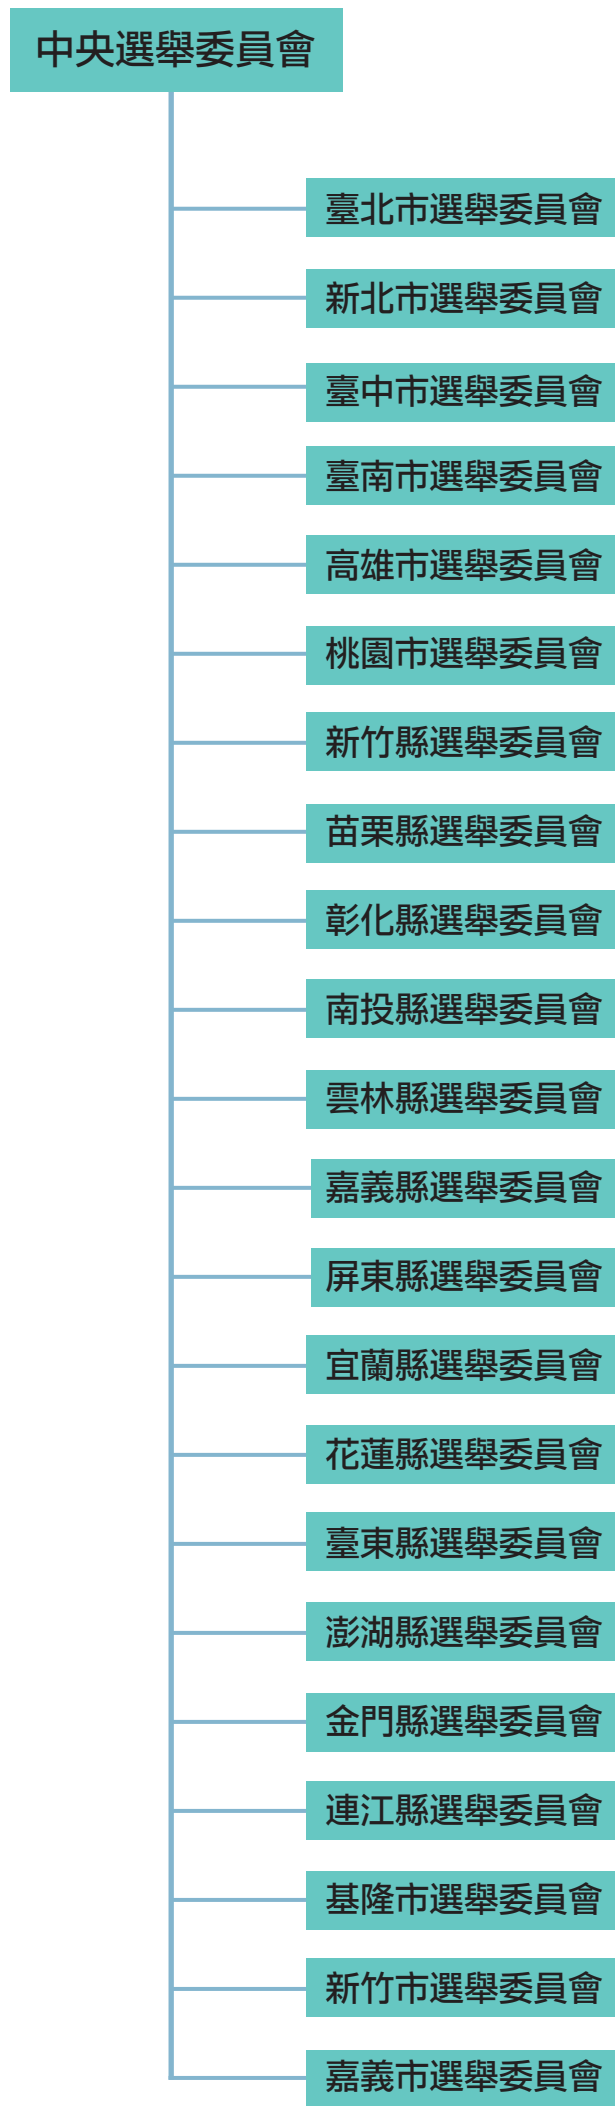 中央選舉委員會
臺北市選舉委員會
新北市選舉委員會
臺中市選舉委員會
臺南市選舉委員會
高雄市選舉委員會
桃園市選舉委員會
新竹縣選舉委員會
苗栗縣選舉委員會
彰化縣選舉委員會
南投縣選舉委員會
雲林縣選舉委員會
嘉義縣選舉委員會
屏東縣選舉委員會
宜蘭縣選舉委員會
花蓮縣選舉委員會
臺東縣選舉委員會
澎湖縣選舉委員會
金門縣選舉委員會
連江縣選舉委員會
基隆市選舉委員會
新竹市選舉委員會
嘉義市選舉委員會